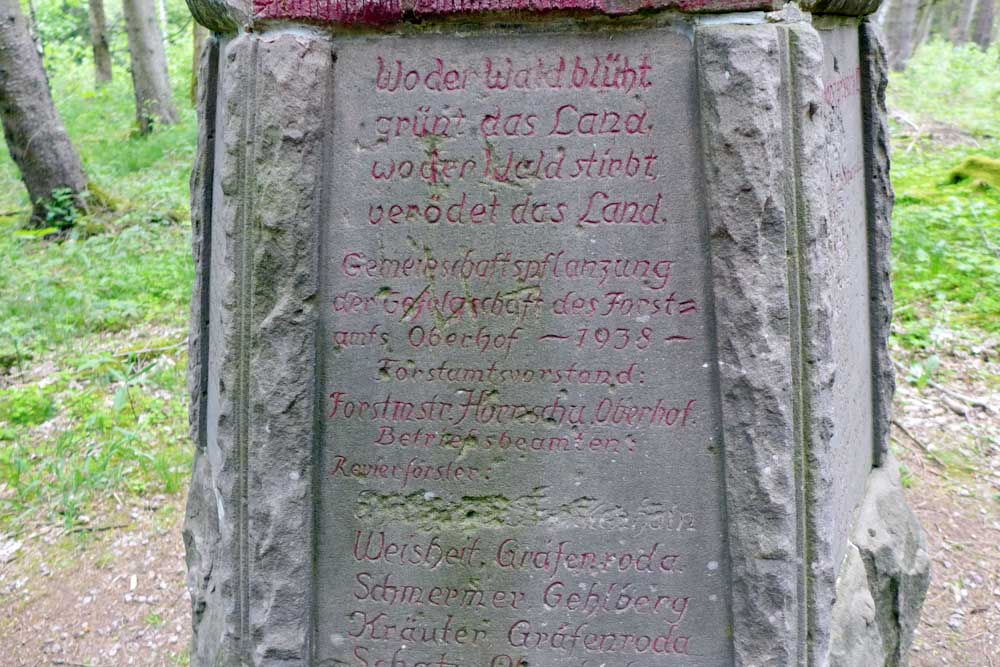 Wo der Wald blüht
grünt das Land,
wo der Wald stirbt,
verödet das Land.
Gemeinschaftspflanzung
der Gefolgschaft des Forst=
amts Oberhof – 1938 –
Forstamtsvorstand:
Forstmstr. Hornschu, Oberhof.
Betriebsbeamten:
Revierförster:
Weisheit, Gräfenroda
Schmermer Gehlberg
Kräuter Gräfenroda